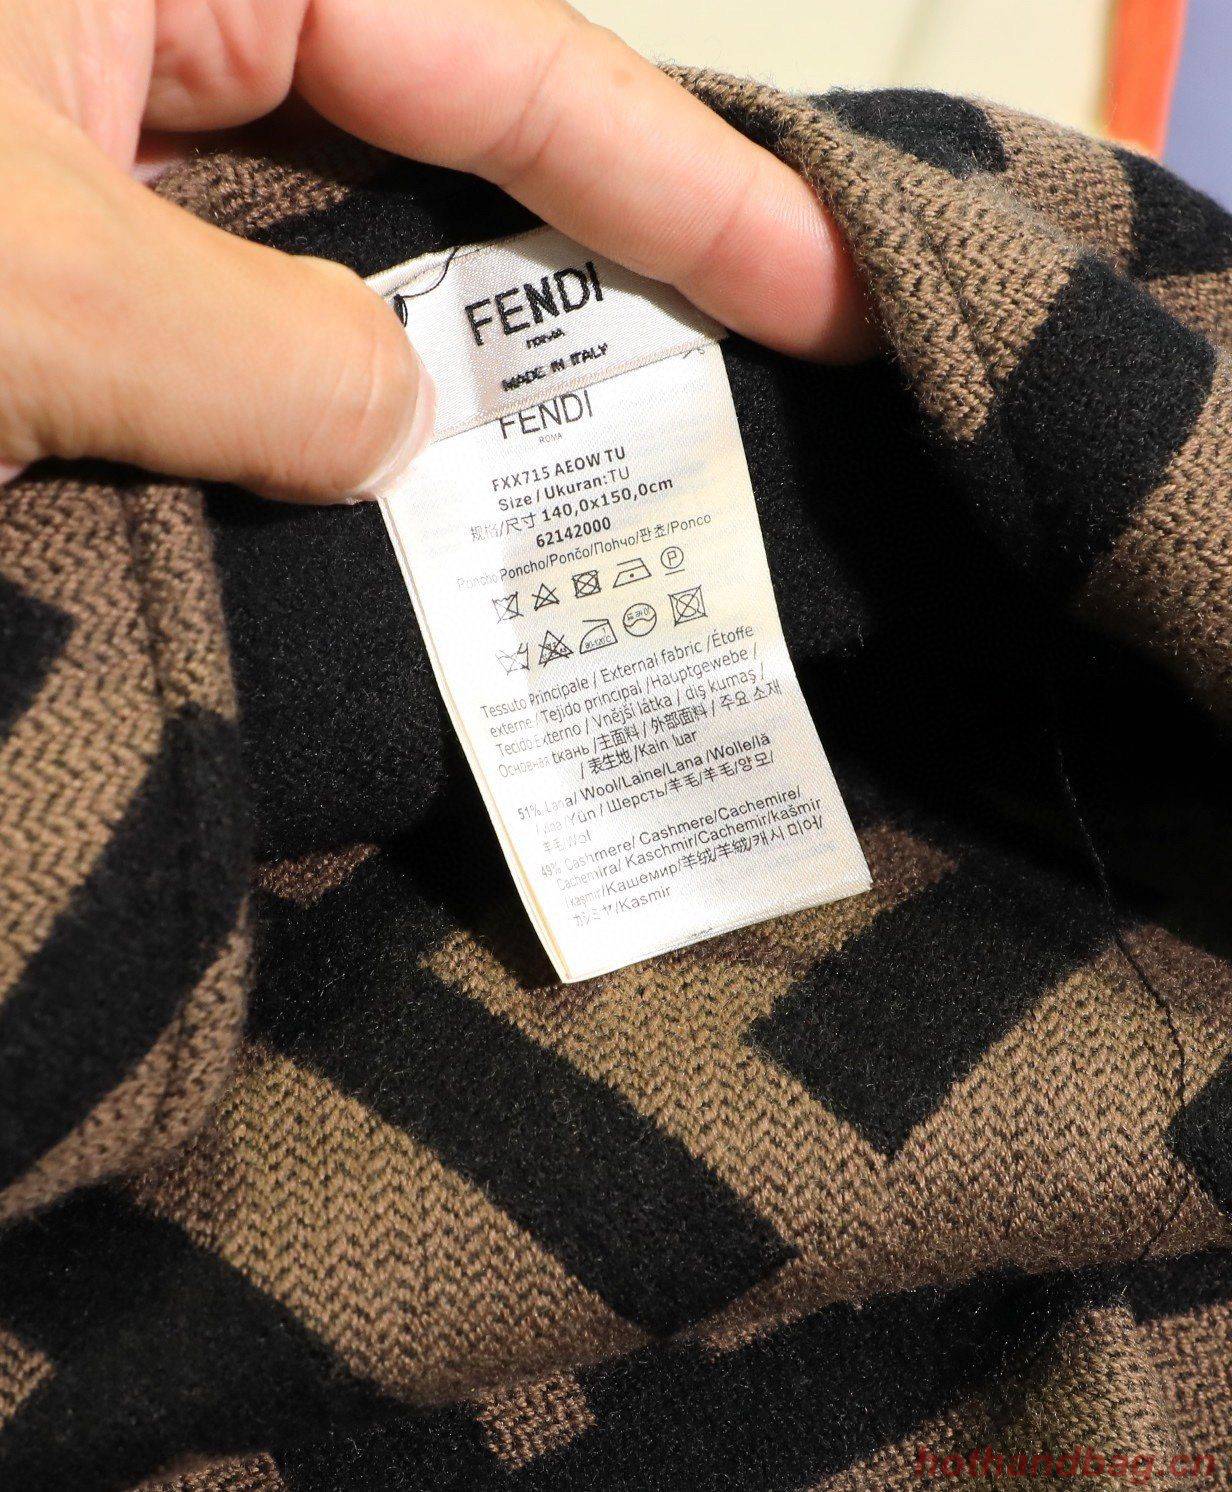 FENDI
ROMA
MADE IN ITALY
FENDI
ROMA
FXX715 AEOW TU
Size / Ukuran:TU
规格/尺寸 140,0x150,0cm
62142000
Poncho/Pončo/Пончо/판초/Ponco
Tessuto Principale / External fabric /Étoffe
externe /Tejido principal /Hauptgewebe /
Tecido Externo / Vnější látka / diş kumaş /
Основная ткань /主面料 / 外部面料 / 주요 소재
/ 表生地 /Kain luar
51% Lana/ Wool/Laine/Lana /Wolle/lã
/vlna /Yün / Шерсть/羊毛/羊毛/양모/
羊毛/Wol
49% Cashmere/ Cashmere/Cachemire/
Cachemira/ Kaschmir/Cachemir/kašmír
/kaşmir/Кашемир/羊绒/羊绒/캐시 미어/
カシミヤ/Kasmir
hothandbag.cn